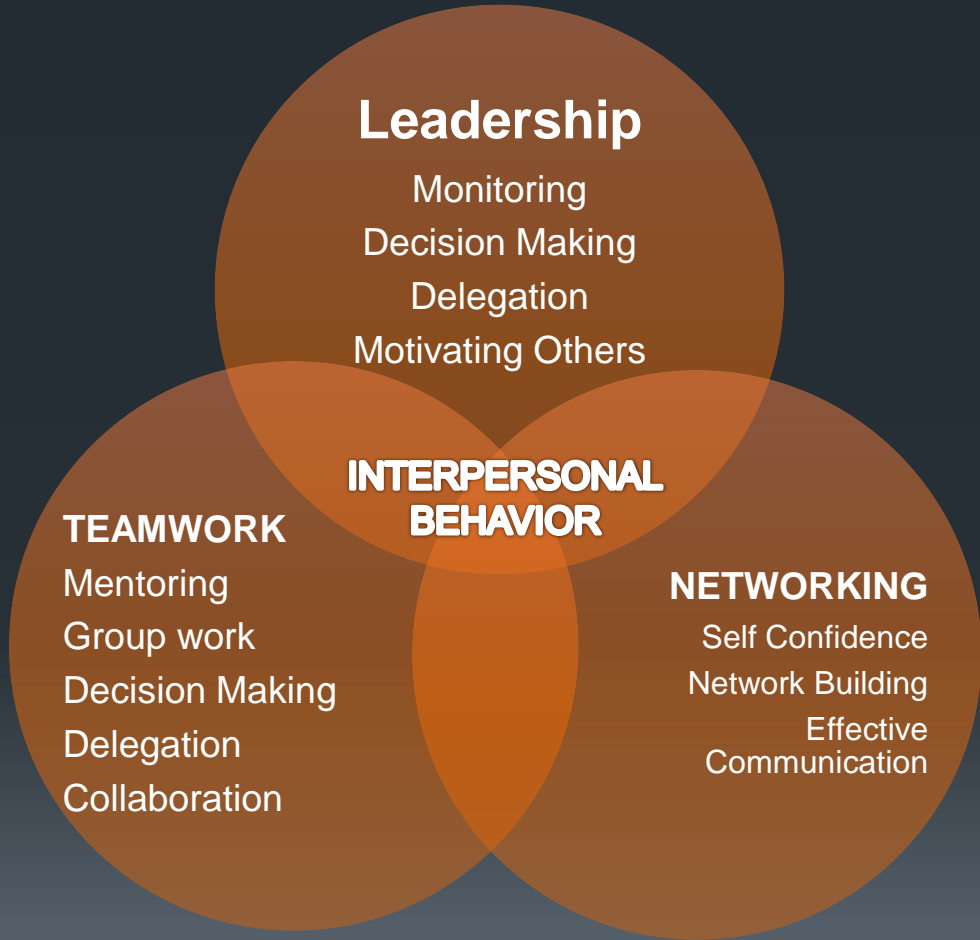 Leadership
Monitoring
Decision Making
Delegation
Motivating Others
INTERPERSONAL
BEHAVIOR
TEAMWORK
Mentoring
Group work
Decision Making
Delegation
Collaboration
NETWORKING
Self Confidence
Network Building
Effective
Communication